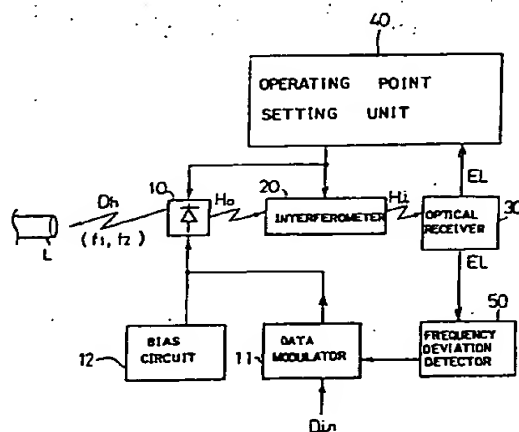 40
OPERATING POINT
SETTING UNIT
EL
10
Ho
20
Hi
Dh
(f1, f2)
L
INTERFEROMETER
OPTICAL
RECEIVER
30
EL
50
BIAS
CIRCUIT
12
DATA
MODULATOR
11
FREQUENCY
DEVIATION
DETECTOR
Din